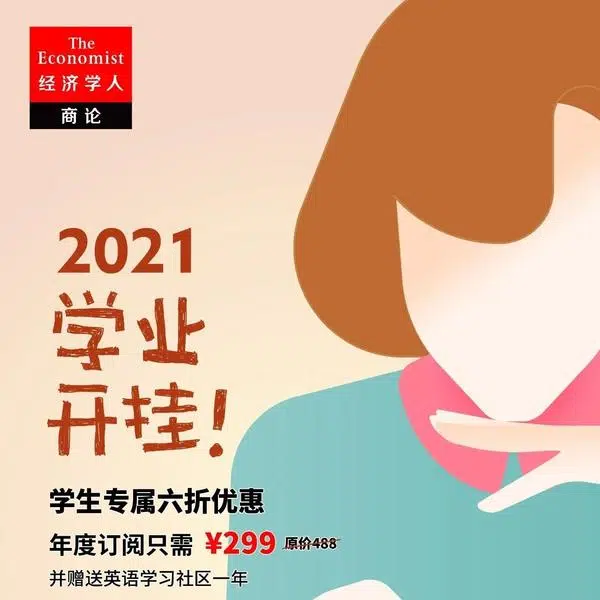 The
Economist
经济学人
商论
2021
学业
开挂!
学生专属六折优惠
年度订阅只需 ¥299 原价488
并赠送英语学习社区一年